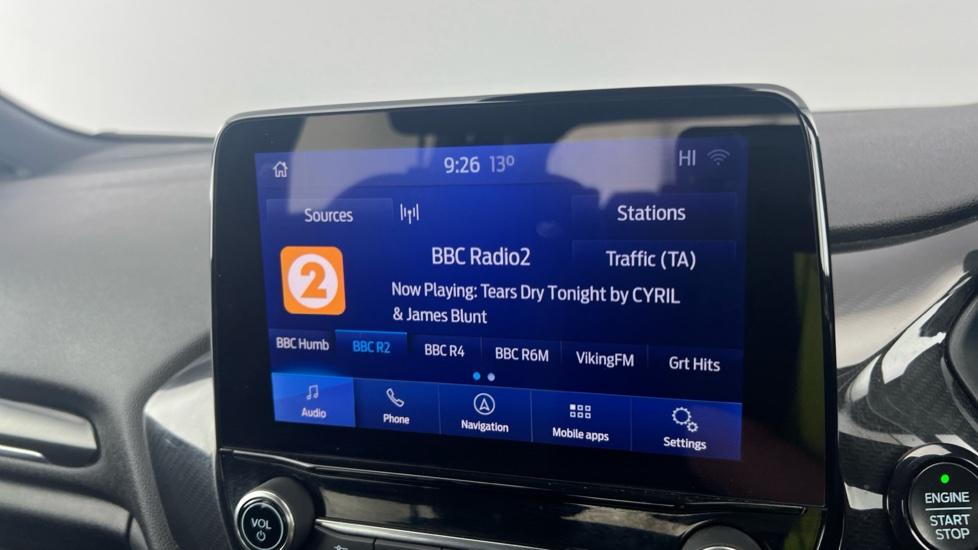 9:26 13°
HI
Sources
Stations
BBC Radio2
Traffic (TA)
2
Now Playing: Tears Dry Tonight by CYRIL
& James Blunt
BBC Humb
BBC R2
BBC R4
BBC R6M
VikingFM
Grt Hits
Audio
Phone
Navigation
Mobile apps
Settings
VOL
ENGINE
START
STOP